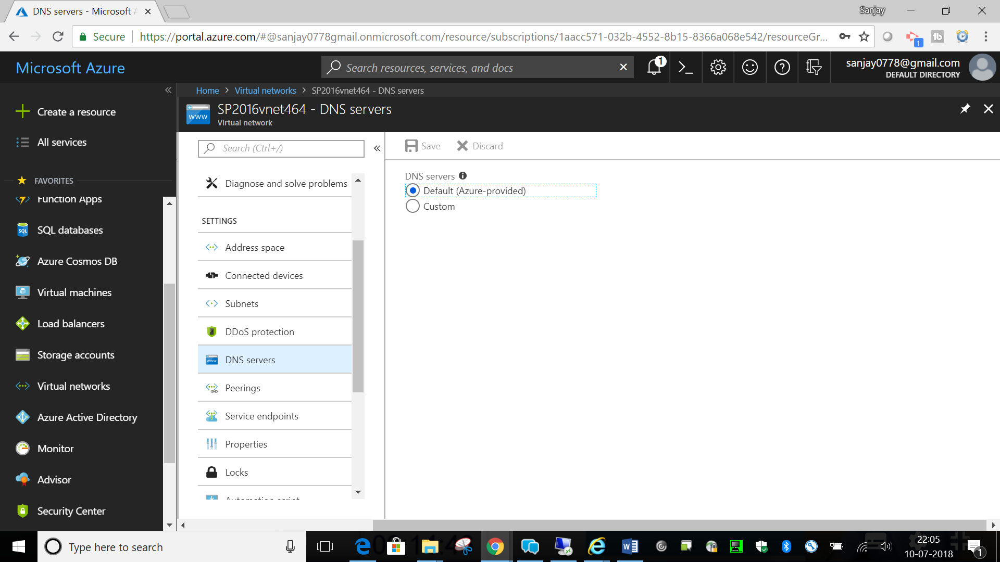 DNS servers - Microsoft A
Sanjay
Secure
https://portal.azure.com/#@sanjay0778gmail.onmicrosoft.com/resource/subscriptions/1aacc571-032b-4552-8b15-8366a068e542/resourceGr...
1
Microsoft Azure
Search resources, services, and docs
1
sanjay0778@gmail.com
DEFAULT DIRECTORY
Home > Virtual networks > SP2016vnet464 - DNS servers
www
SP2016vnet464 - DNS servers
Virtual network
Create a resource
All services
FAVORITES
Function Apps
SQL databases
Azure Cosmos DB
Virtual machines
Load balancers
Storage accounts
Virtual networks
Azure Active Directory
Monitor
Advisor
Security Center
Search (Ctrl+/)
Diagnose and solve problems
SETTINGS
Address space
Connected devices
Subnets
DDoS protection
DNS servers
Peerings
Service endpoints
Properties
Locks
Automation script
Save
Discard
DNS servers
Default (Azure-provided)
Custom
Type here to search
22:05
10-07-2018
1